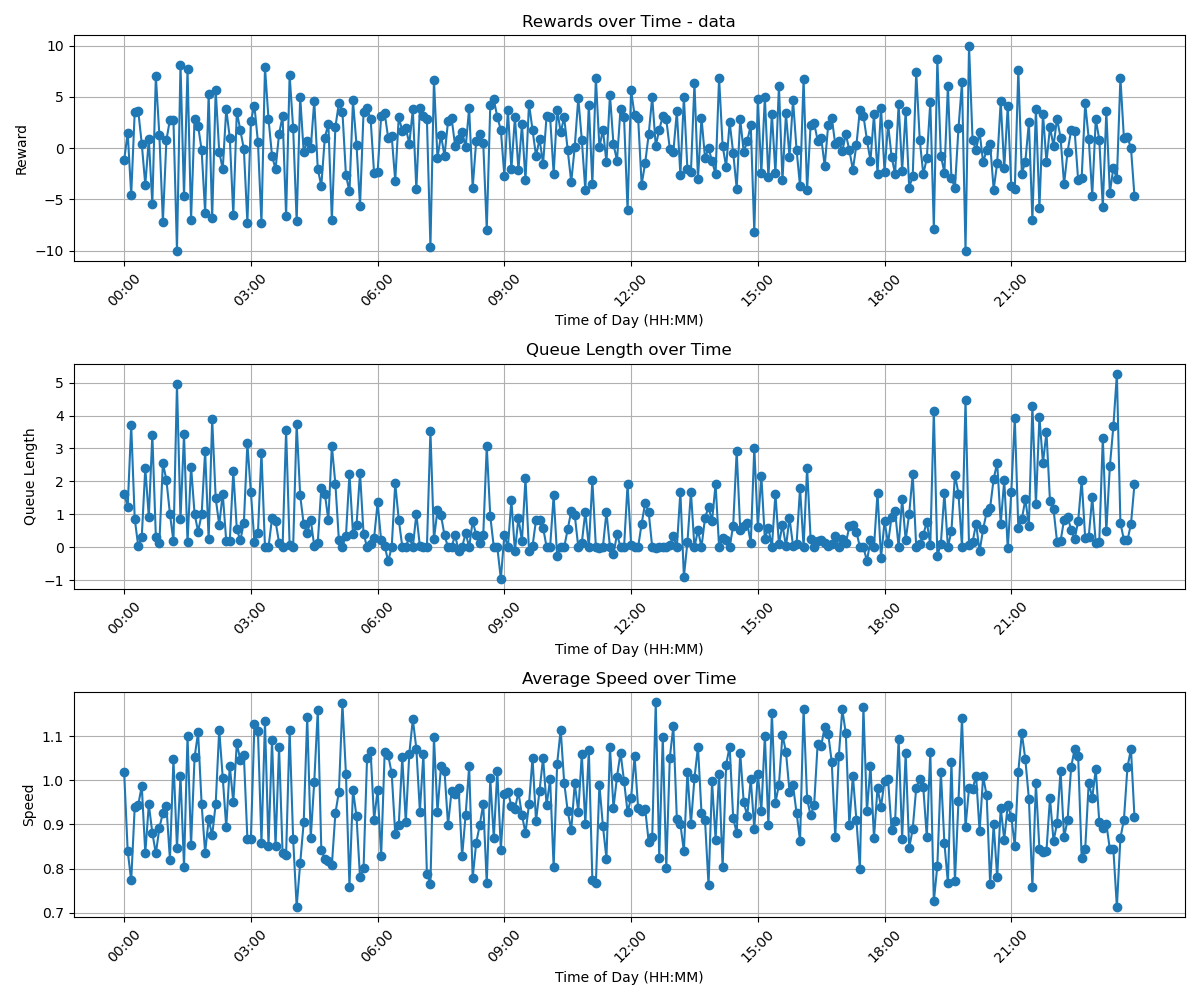 Rewards over Time - data
10
5
0
−5
−10
Reward
00:00 03:00 06:00 09:00 12:00 15:00 18:00 21:00
Time of Day (HH:MM)
Queue Length over Time
5
4
3
2
1
0
−1
Queue Length
00:00 03:00 06:00 09:00 12:00 15:00 18:00 21:00
Time of Day (HH:MM)
Average Speed over Time
1.1
1.0
0.9
0.8
0.7
Speed
00:00 03:00 06:00 09:00 12:00 15:00 18:00 21:00
Time of Day (HH:MM)